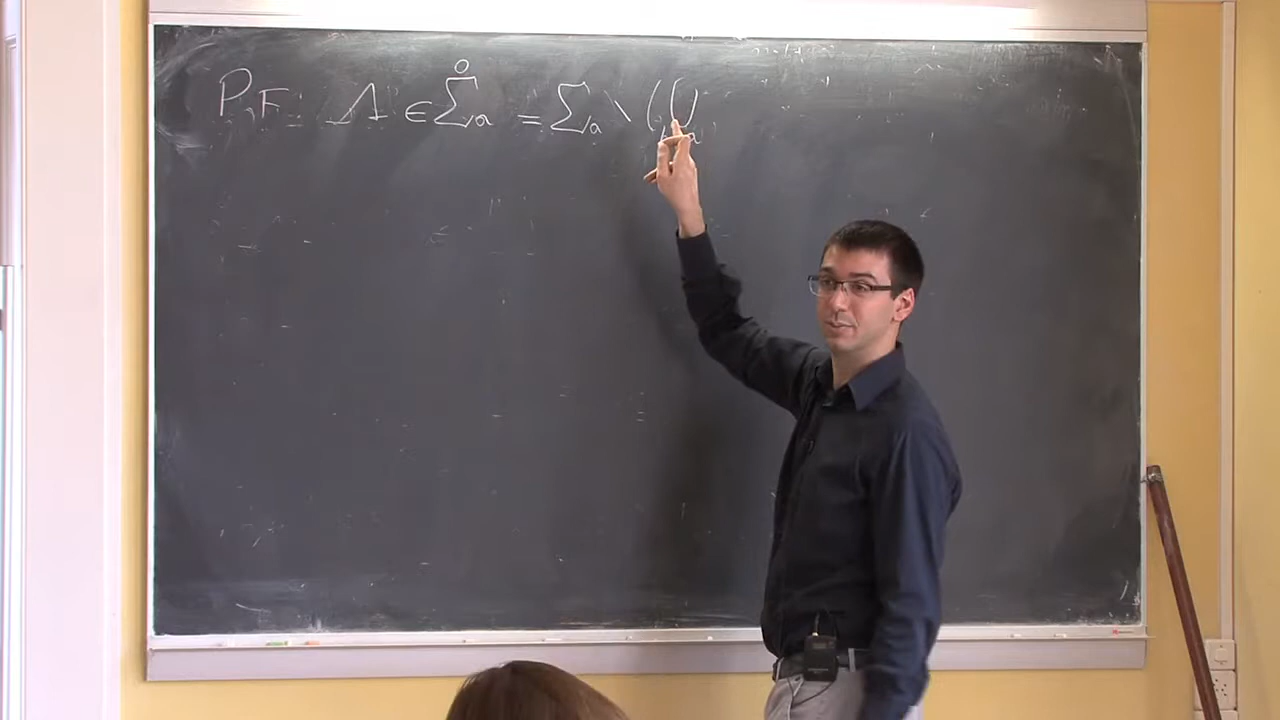 P.F. Λ ∈ Σ̊ₐ = Σₐ \ (⋃